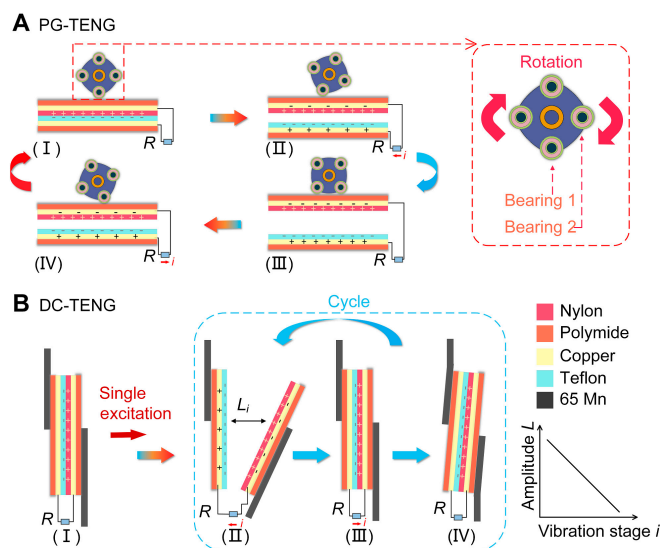 A PG-TENG
Rotation
Bearing 1
Bearing 2
R
(I)
R
i
(II)
R
i
(IV)
R
(III)
B DC-TENG
Cycle
Single
excitation
L i
R
(I)
R
i
(II)
R
i
(III)
R
(IV)
Nylon
Polymide
Copper
Teflon
65 Mn
Amplitude L
Vibration stage i